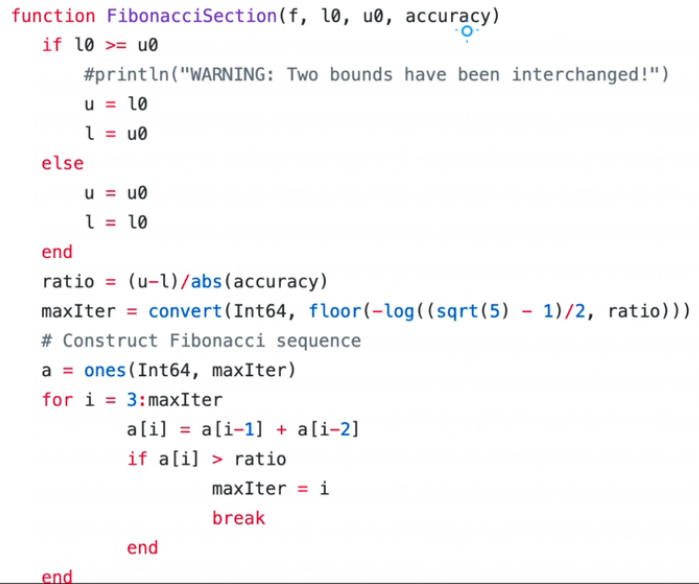 function FibonacciSection(f, l0, u0, accuracy)
if l0 >= u0
#println("WARNING: Two bounds have been interchanged!")
u = l0
l = u0
else
u = u0
l = l0
end
ratio = (u-l)/abs(accuracy)
maxIter = convert(Int64, floor(-log((sqrt(5) - 1)/2, ratio)))
# Construct Fibonacci sequence
a = ones(Int64, maxIter)
for i = 3:maxIter
a[i] = a[i-1] + a[i-2]
if a[i] > ratio
maxIter = i
break
end
end